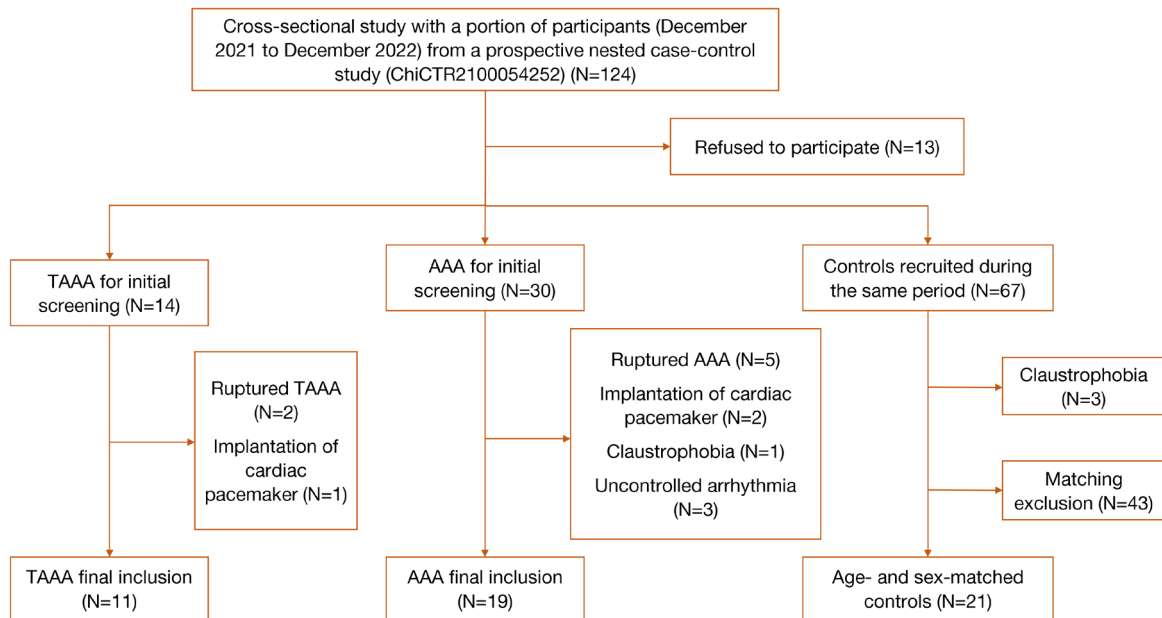 Cross-sectional study with a portion of participants (December
2021 to December 2022) from a prospective nested case-control
study (ChiCTR2100054252) (N=124)
Refused to participate (N=13)
TAAA for initial
screening (N=14)
AAA for initial
screening (N=30)
Controls recruited during
the same period (N=67)
Ruptured TAAA
(N=2)
Implantation of
cardiac
pacemaker (N=1)
Ruptured AAA (N=5)
Implantation of cardiac
pacemaker (N=2)
Claustrophobia (N=1)
Uncontrolled arrhythmia
(N=3)
Claustrophobia
(N=3)
Matching
exclusion (N=43)
TAAA final inclusion
(N=11)
AAA final inclusion
(N=19)
Age- and sex-matched
controls (N=21)